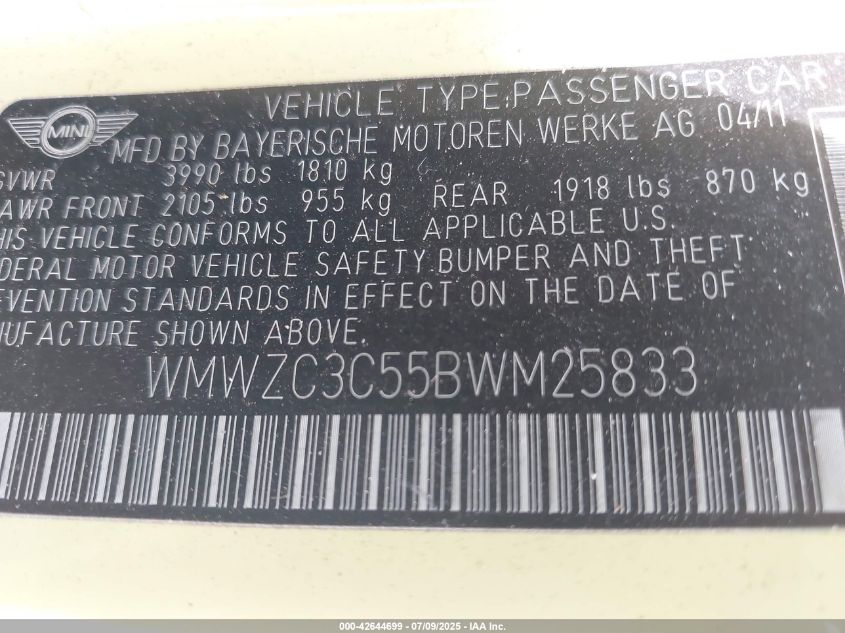 VEHICLE TYPE:PASSENGER CAR
MINI
MFD BY BAYERISCHE MOTOREN WERKE AG 04/11
GVWR 3990 lbs 1810 kg
AWR FRONT 2105 lbs 955 kg REAR 1918 lbs 870 kg
HIS VEHICLE CONFORMS TO ALL APPLICABLE U.S.
DERAL MOTOR VEHICLE SAFETY.BUMPER AND THEFT
EVENTION STANDARDS IN EFFECT ON THE DATE OF
NUFACTURE SHOWN ABOVE.
WMWZC3C55BWM25833
000-42644699 - 07/09/2025 - IAA Inc.